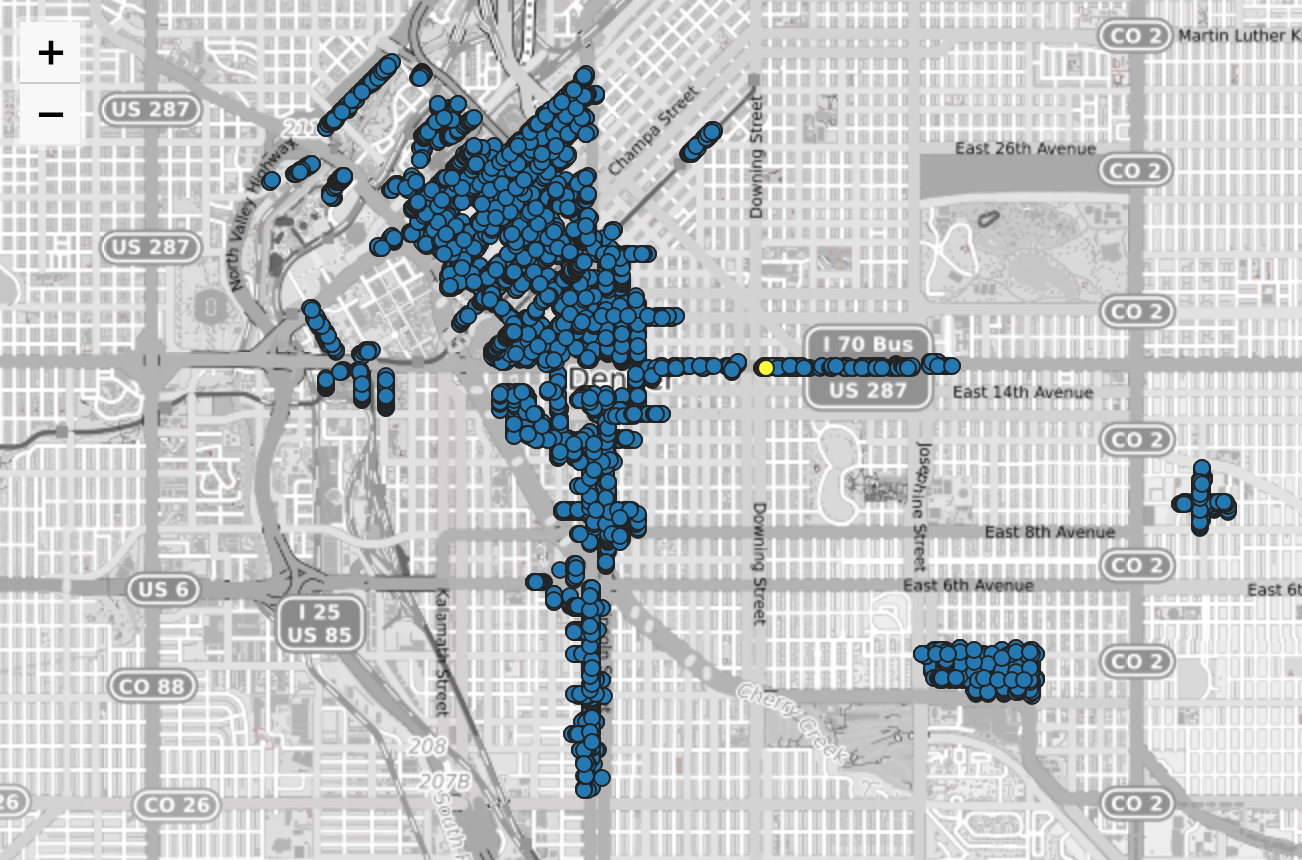 +
CO 2
Martin Luther K
−
US 287
211
Champa Street
Downing Street
East 26th Avenue
CO 2
North Valley Highway
US 287
CO 2
I 70 Bus
US 287
Den
East 14th Avenue
CO 2
Josephine Street
Downing Street
East 8th Avenue
CO 2
US 6
East 6th Avenue
East 6t
I 25
US 85
Kalamath Street
coln St
CO 2
CO 88
Cherry Creek
208
207B
South P
26
CO 26
CO 2